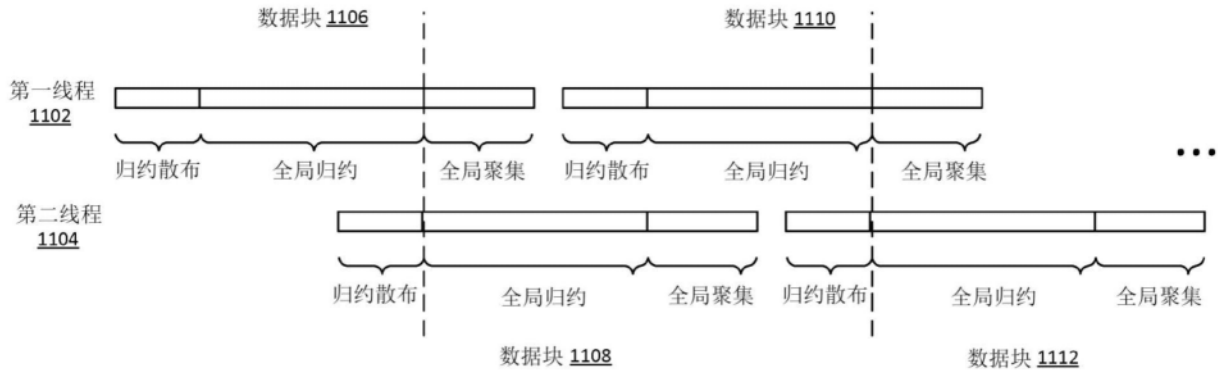 数据块 1106
数据块 1110
第一线程
1102
归约散布
全局归约
全局聚集
归约散布
全局归约
全局聚集
...
第二线程
1104
归约散布
全局归约
全局聚集
归约散布
全局归约
全局聚集
数据块 1108
数据块 1112